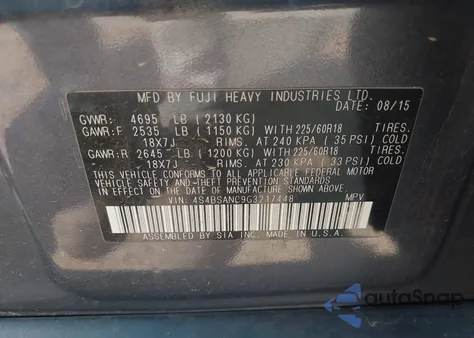 MFD BY FUJI HEAVY INDUSTRIES LTD.
DATE: 08/15
GVWR: 4695 LB (2130 KG) TIRES.
GAWR:F 2535 LB (1150 KG) WITH 225/60R18
18X7J RIMS. AT 240 KPA (35 PSI) COLD
GAWR:R 2645 LB (1200 KG) WITH 225/60R18 TIRES.
18X7J RIMS. AT 230 KPA (33 PSI) COLD
THIS VEHICLE CONFORMS TO ALL APPLICABLE FEDERAL MOTOR
VEHICLE SAFETY STANDARDS IN EFFECT ON THE DATE OF
MANUFACTURE SHOWN ABOVE.
VIN: 4S4BSANC9G3217448 MPV
ASSEMBLED BY SIA INC. MADE IN U.S.A.
autoSnap